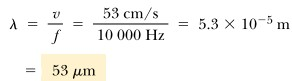 λ = v/f = 53 cm/s / 10 000 Hz = 5.3 × 10⁻⁵ m
= 53 μm